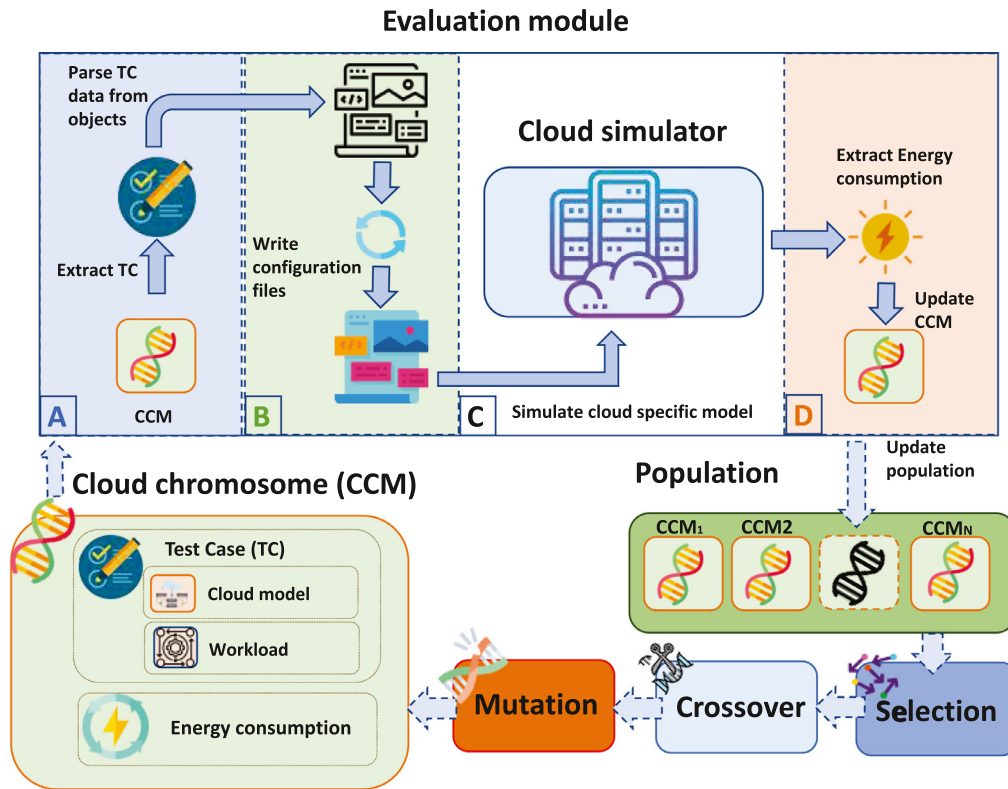 Evaluation module
Parse TC
data from
objects
Extract TC
CCM
A
Write
configuration
files
B
Cloud simulator
Simulate cloud specific model
C
Extract Energy
consumption
Update
CCM
D
Update
population
Cloud chromosome (CCM)
Test Case (TC)
Cloud model
Workload
Energy consumption
Population
CCM₁
CCM2
CCMN
Selection
Crossover
Mutation